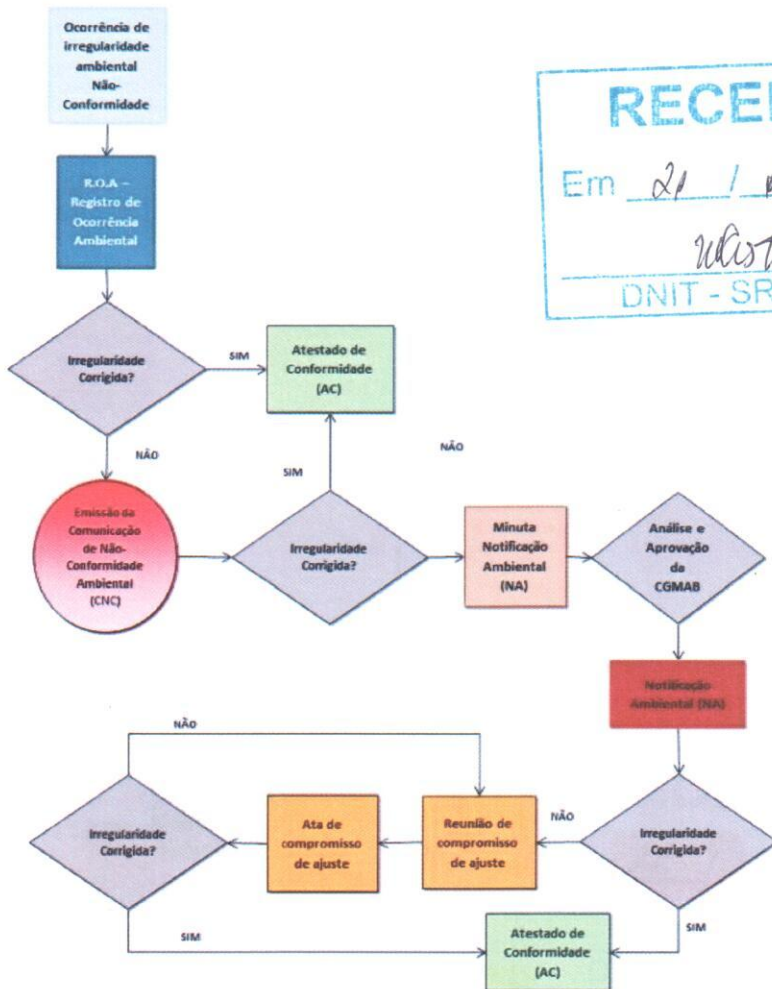 Ocorrência de
irregularidade
ambiental
Não-
Conformidade
RECE
Em 21 /
DNIT - SR
R.O.A –
Registro de
Ocorrência
Ambiental
Irregularidade
Corrigida?
SIM
Atestado de
Conformidade
(AC)
NÃO
SIM
NÃO
Emissão da
Comunicação
de Não-
Conformidade
Ambiental
(CNC)
Irregularidade
Corrigida?
Minuta
Notificação
Ambiental
(NA)
Análise e
Aprovação
da
CGMAB
Notificação
Ambiental (NA)
NÃO
Irregularidade
Corrigida?
Ata de
compromisso
de ajuste
Reunião de
compromisso
de ajuste
NÃO
Irregularidade
Corrigida?
SIM
Atestado de
Conformidade
(AC)
SIM